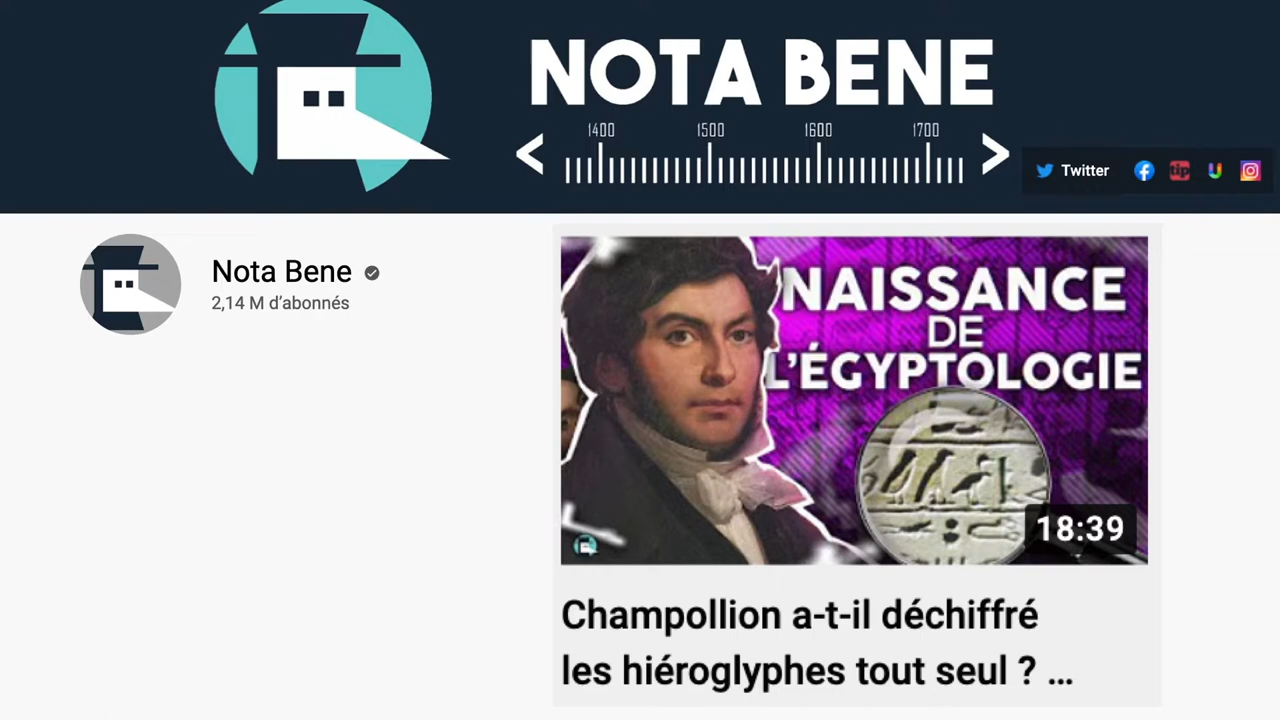 NOTA BENE
1400 1500 1600 1700
Twitter
tip
Nota Bene
2,14 M d'abonnés
NAISSANCE
DE
L'ÉGYPTOLOGIE
18:39
Champollion a-t-il déchiffré
les hiéroglyphes tout seul ? ...